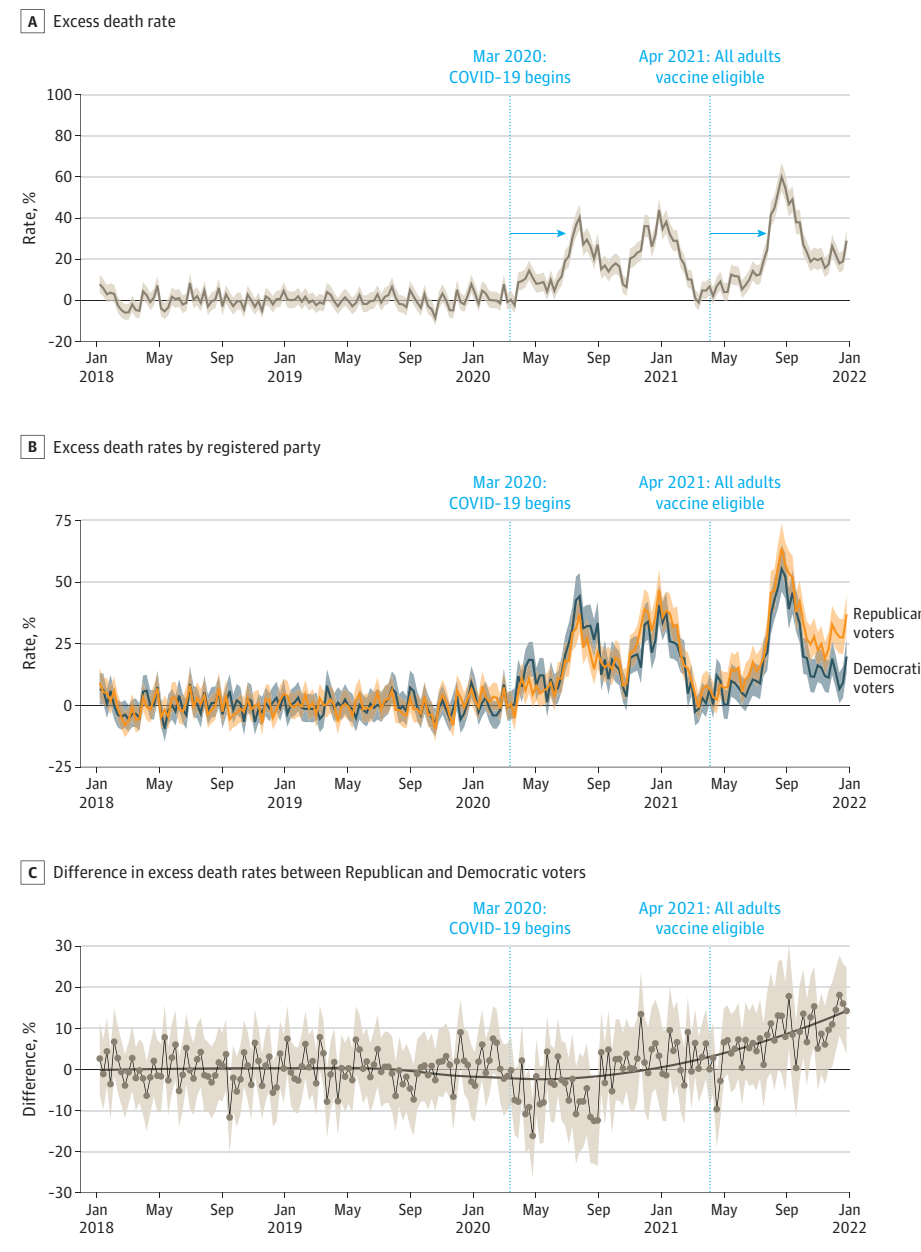 A Excess death rate
Mar 2020:
COVID-19 begins
Apr 2021: All adults
vaccine eligible
100
80
60
40
20
0
-20
Rate, %
Jan
2018
May
Sep
Jan
2019
May
Sep
Jan
2020
May
Sep
Jan
2021
May
Sep
Jan
2022
B Excess death rates by registered party
Mar 2020:
COVID-19 begins
Apr 2021: All adults
vaccine eligible
75
50
25
0
-25
Rate, %
Republican
voters
Democratic
voters
Jan
2018
May
Sep
Jan
2019
May
Sep
Jan
2020
May
Sep
Jan
2021
May
Sep
Jan
2022
C Difference in excess death rates between Republican and Democratic voters
Mar 2020:
COVID-19 begins
Apr 2021: All adults
vaccine eligible
30
20
10
0
-10
-20
-30
Difference, %
Jan
2018
May
Sep
Jan
2019
May
Sep
Jan
2020
May
Sep
Jan
2021
May
Sep
Jan
2022